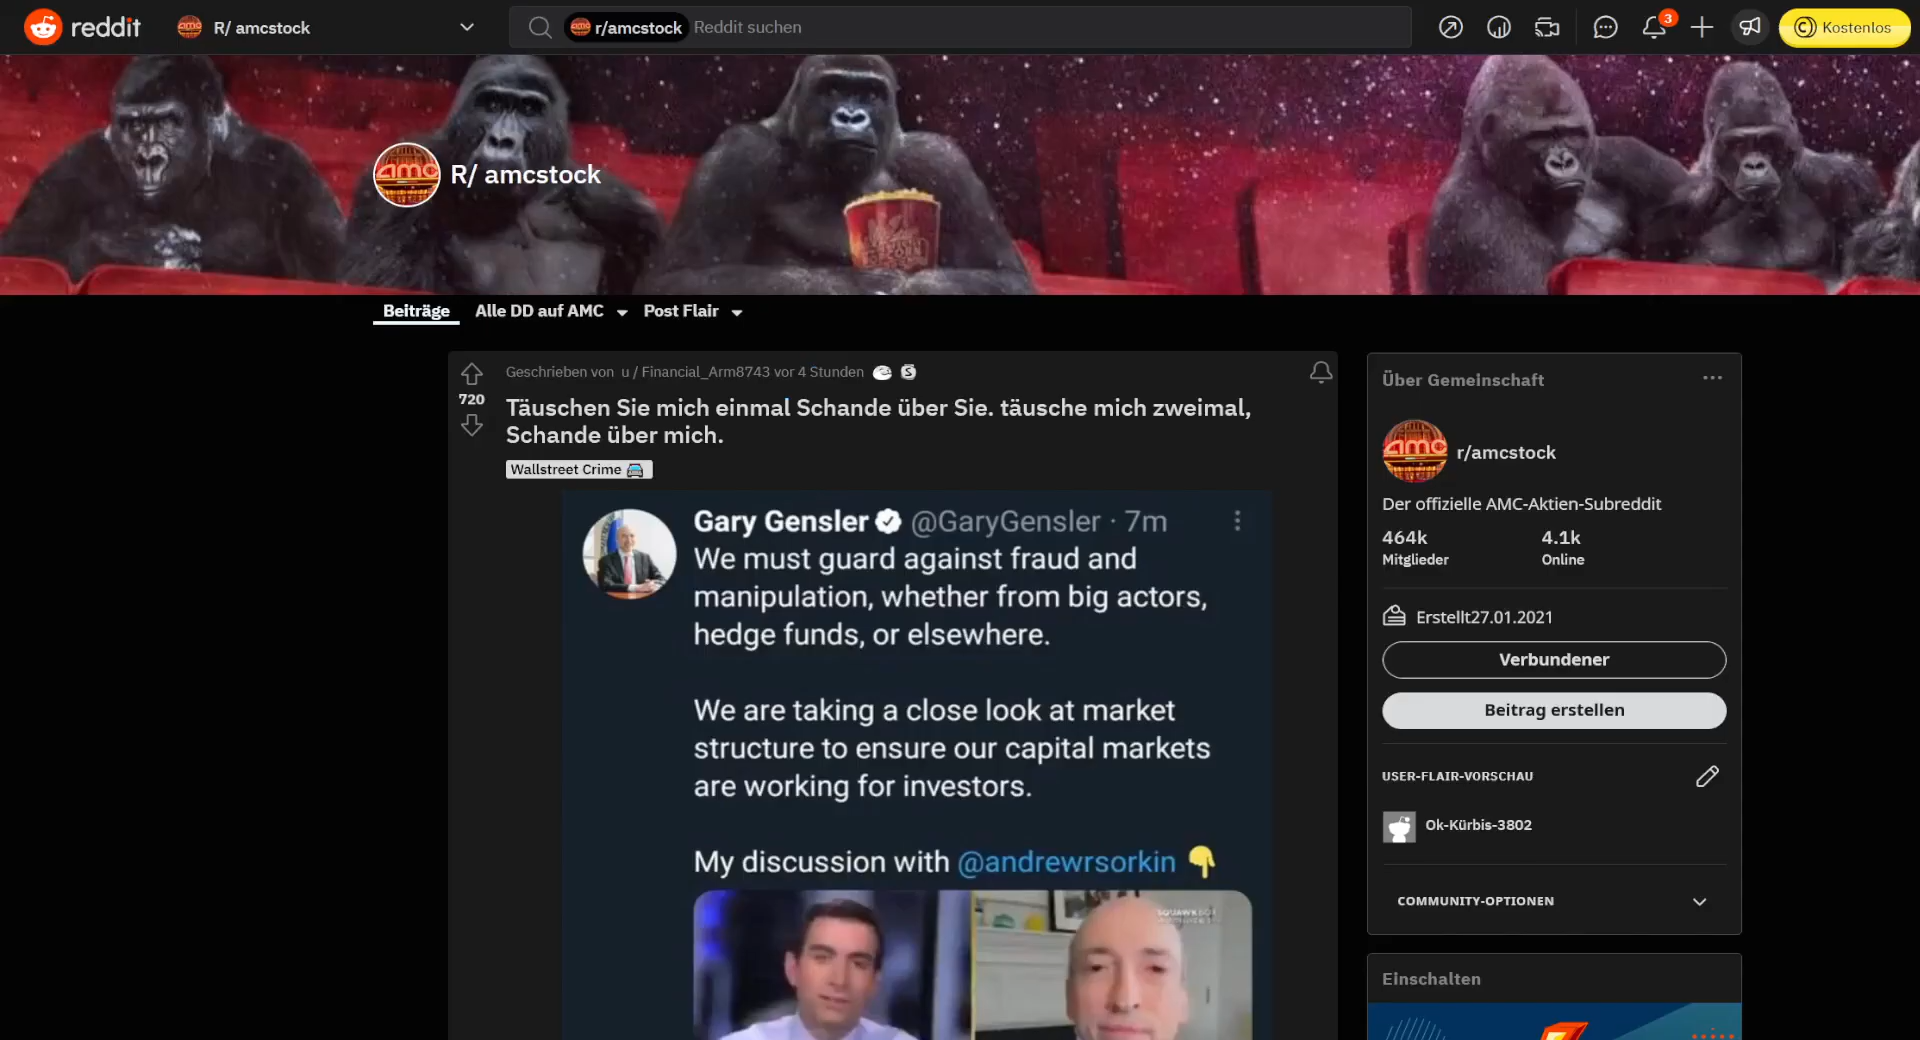 reddit
R/ amcstock
r/amcstock Reddit suchen
3
Kostenlos
amc
R/ amcstock
Beiträge Alle DD auf AMC Post Flair
Geschrieben von u / Financial_Arm8743 vor 4 Stunden
720
Täuschen Sie mich einmal Schande über Sie. täusche mich zweimal,
Schande über mich.
Wallstreet Crime
Gary Gensler @GaryGensler · 7m
We must guard against fraud and
manipulation, whether from big actors,
hedge funds, or elsewhere.
We are taking a close look at market
structure to ensure our capital markets
are working for investors.
My discussion with @andrewrsorkin
Über Gemeinschaft
amc
r/amcstock
Der offizielle AMC-Aktien-Subreddit
464k 4.1k
Mitglieder Online
Erstellt27.01.2021
Verbundener
Beitrag erstellen
USER-FLAIR-VORSCHAU
Ok-Kürbis-3802
COMMUNITY-OPTIONEN
Einschalten